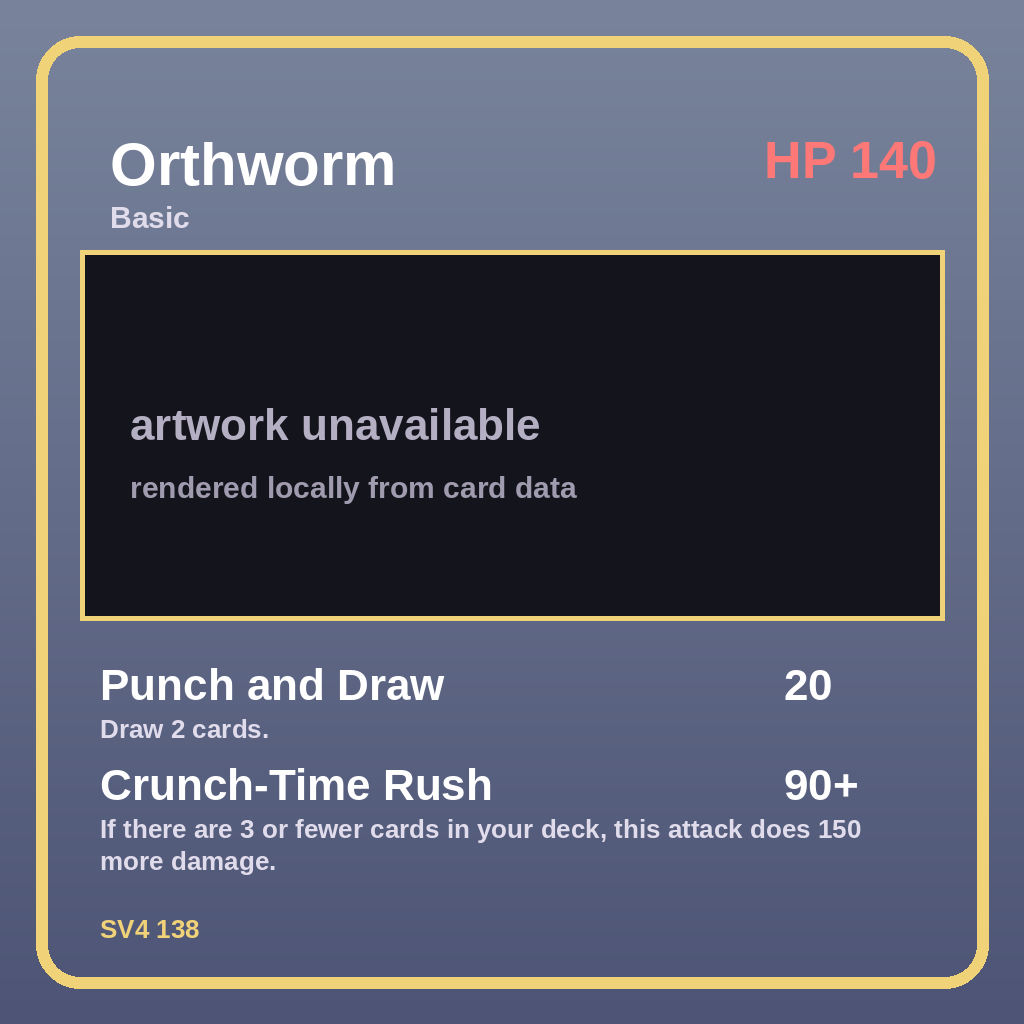 Orthworm
HP 140
Basic
artwork unavailable
rendered locally from card data
Punch and Draw
20
Draw 2 cards.
Crunch-Time Rush
90+
If there are 3 or fewer cards in your deck, this attack does 150
more damage.
SV4 138